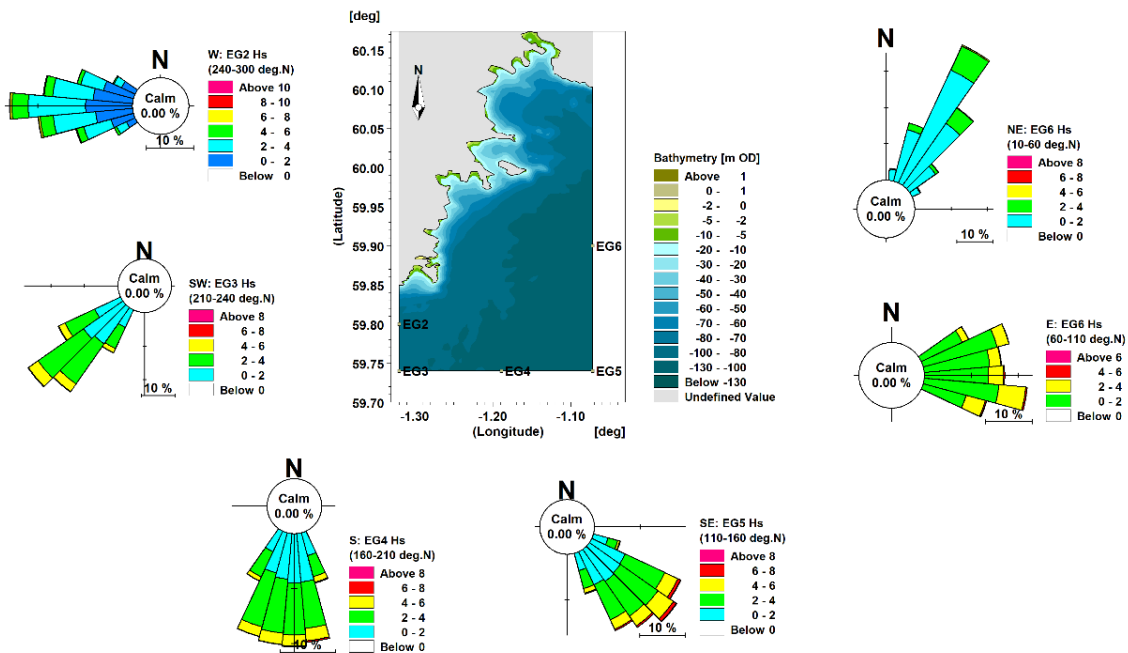 N
Calm
0.00 %
10 %
W: EG2 Hs
(240-300 deg.N)
Above 10
8 - 10
6 - 8
4 - 6
2 - 4
0 - 2
Below 0
N
Calm
0.00 %
10 %
SW: EG3 Hs
(210-240 deg.N)
Above 8
6 - 8
4 - 6
2 - 4
0 - 2
Below 0
[deg]
60.15
60.10
60.05
60.00
59.95
59.90
59.85
59.80
59.75
59.70
(Latitude)
N
EG6
EG2
EG3
EG4
EG5
-1.30
-1.20
-1.10
(Longitude)
[deg]
Bathymetry [m OD]
Above 1
0 - 1
-2 - 0
-5 - -2
-10 - -5
-20 - -10
-30 - -20
-40 - -30
-50 - -40
-60 - -50
-70 - -60
-80 - -70
-100 - -80
-130 - -100
Below -130
Undefined Value
N
Calm
0.00 %
10 %
NE: EG6 Hs
(10-60 deg.N)
Above 8
6 - 8
4 - 6
2 - 4
0 - 2
Below 0
N
Calm
0.00 %
10 %
E: EG6 Hs
(60-110 deg.N)
Above 6
4 - 6
2 - 4
0 - 2
Below 0
N
Calm
0.00 %
10 %
S: EG4 Hs
(160-210 deg.N)
Above 8
6 - 8
4 - 6
2 - 4
0 - 2
Below 0
N
Calm
0.00 %
10 %
SE: EG5 Hs
(110-160 deg.N)
Above 8
6 - 8
4 - 6
2 - 4
0 - 2
Below 0